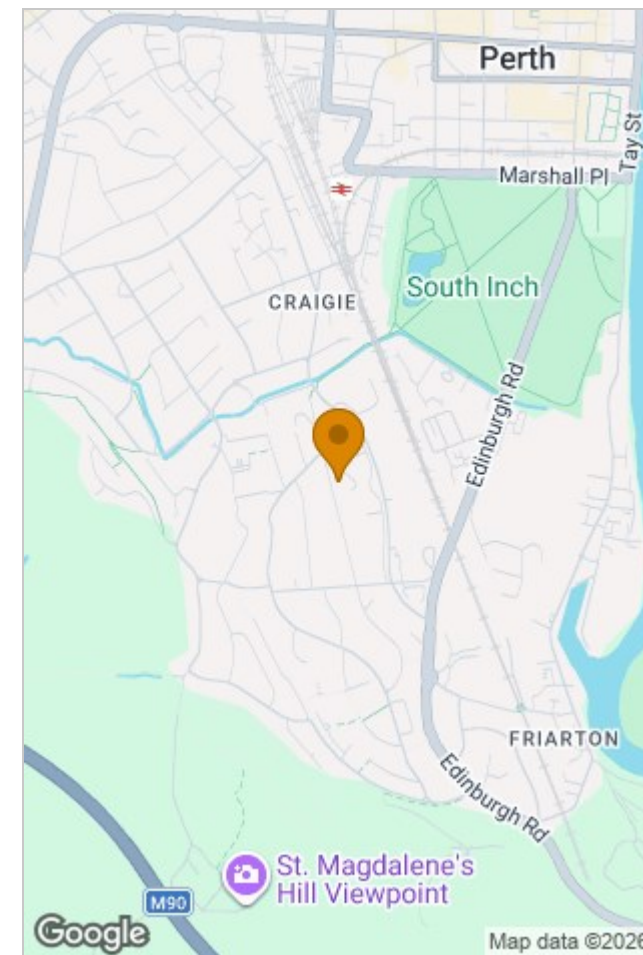 Perth
Tay St
Marshall Pl
South Inch
CRAIGIE
Edinburgh Rd
FRIARTON
Edinburgh Rd
St. Magdalene's
Hill Viewpoint
M90
Google
Map data ©2026